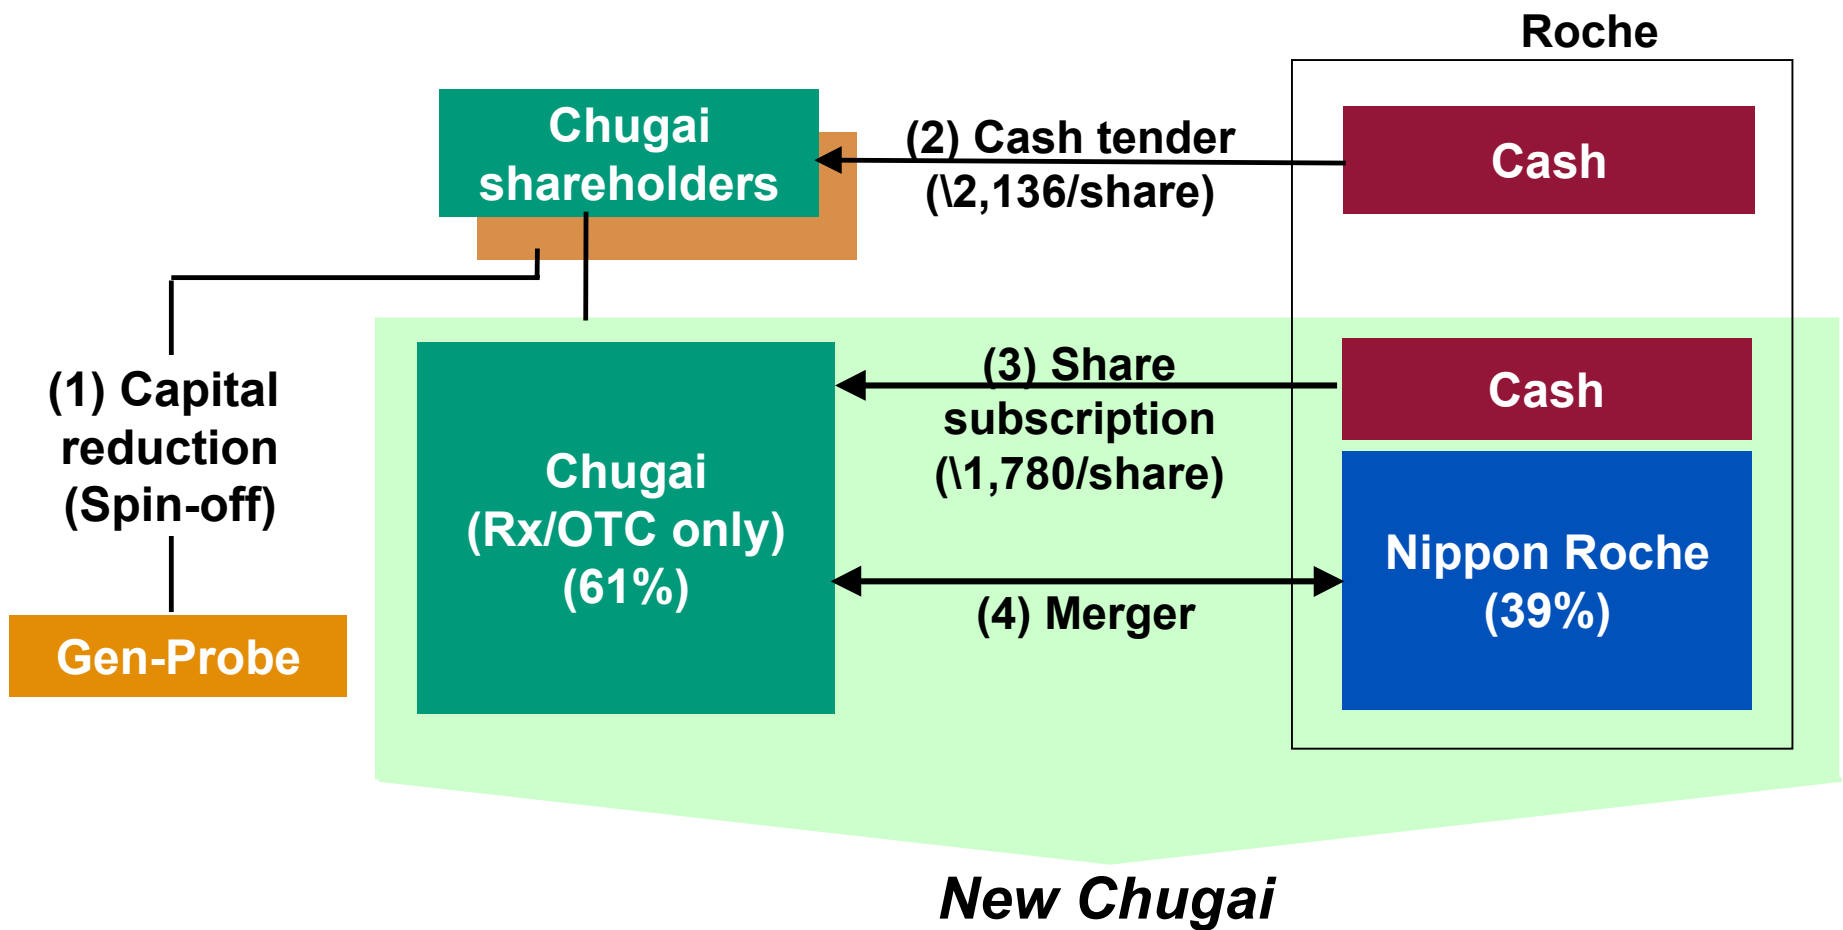 Roche
Chugai
shareholders
(2) Cash tender
(\2,136/share)
Cash
(1) Capital
reduction
(Spin-off)
Gen-Probe
Chugai
(Rx/OTC only)
(61%)
(3) Share
subscription
(\1,780/share)
Cash
(4) Merger
Nippon Roche
(39%)
New Chugai